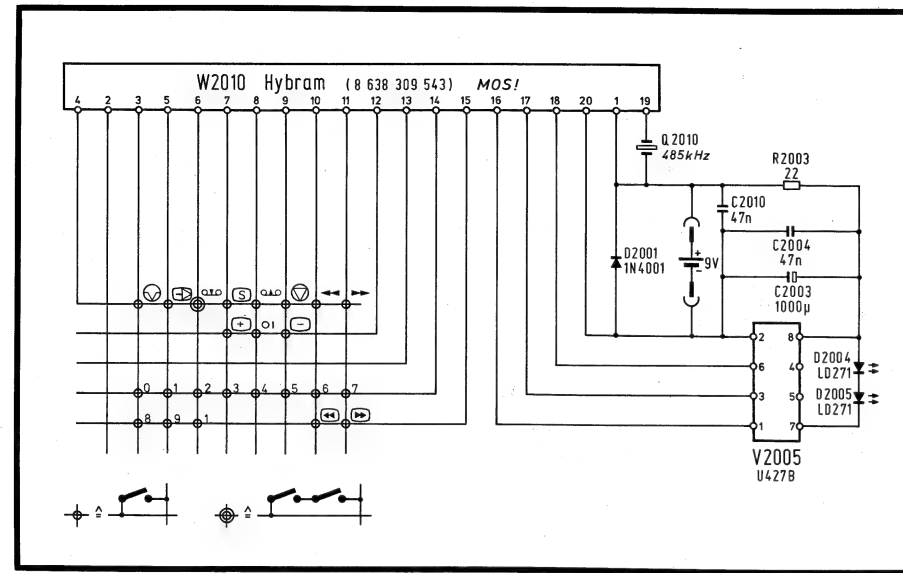 W2010 Hybram (8 638 309 543) MOS!
4 2 3 5 6 7 8 9 10 11 12 13 14 15 16 17 18 20 1 19
Q2010
485kHz
R2003
22
C2010
47n
C2004
47n
D2001
1N4001
+
9V
−
C2003
1000µ
S
+ −
0 1 2 3 4 5 6 7
8 9 1
2 8
6 4
3 5
1 7
D2004
LD271
D2005
LD271
V2005
U427B
≙ ≙